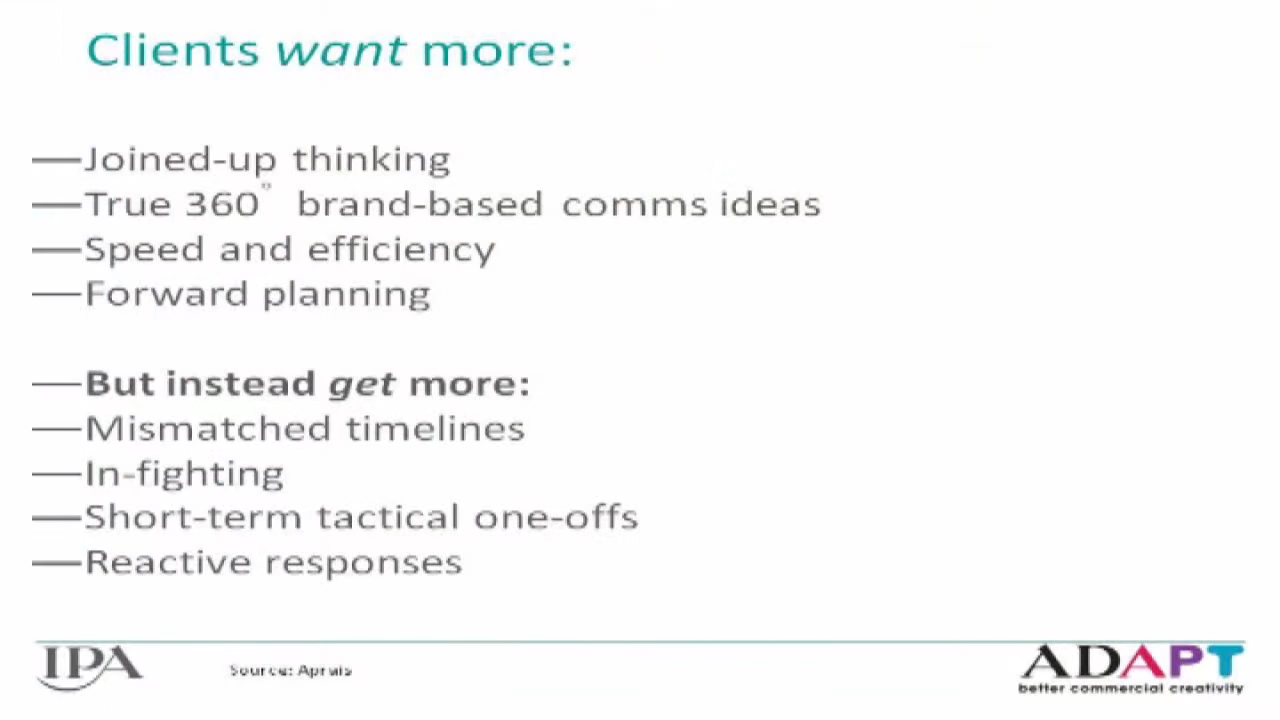 Clients want more:
—Joined-up thinking
—True 360° brand-based comms ideas
—Speed and efficiency
—Forward planning
—But instead get more:
—Mismatched timelines
—In-fighting
—Short-term tactical one-offs
—Reactive responses
IPA
Source: Aprais
ADAPT
better commercial creativity